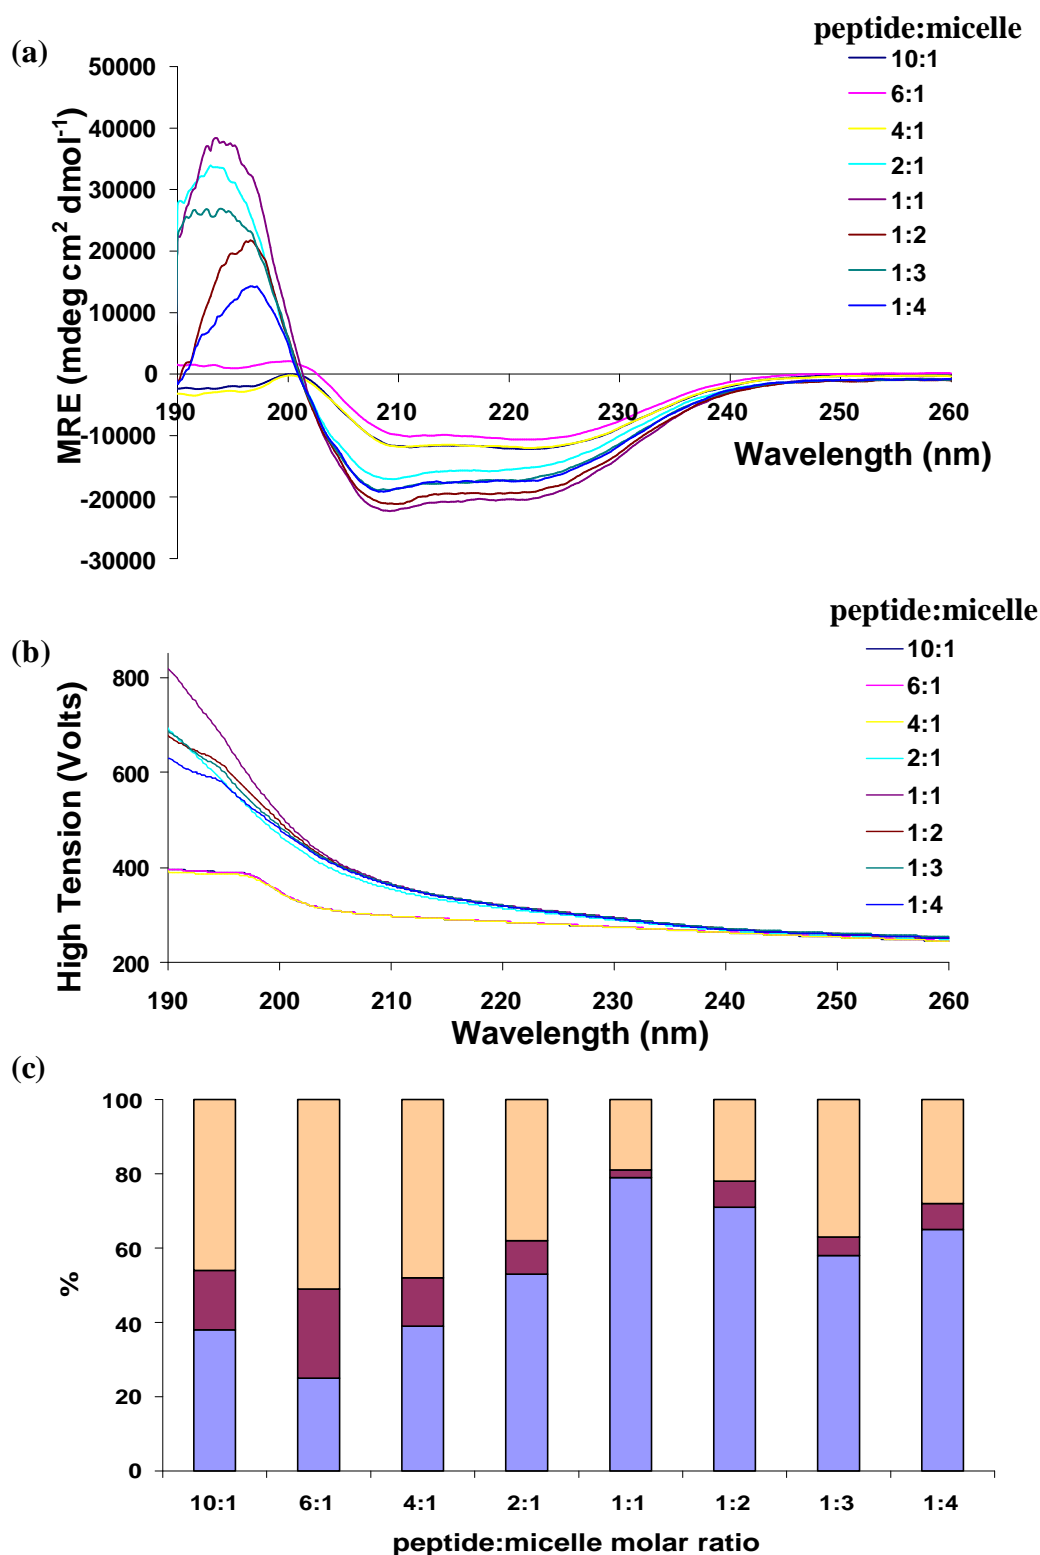 (a)
peptide:micelle
10:1
6:1
4:1
2:1
1:1
1:2
1:3
1:4
MRE (mdeg cm² dmol⁻¹)
50000
40000
30000
20000
10000
0
-10000
-20000
-30000
190 200 210 220 230 240 250 260
Wavelength (nm)
(b)
peptide:micelle
10:1
6:1
4:1
2:1
1:1
1:2
1:3
1:4
High Tension (Volts)
800
600
400
200
190 200 210 220 230 240 250 260
Wavelength (nm)
(c)
%
100
80
60
40
20
0
10:1 6:1 4:1 2:1 1:1 1:2 1:3 1:4
peptide:micelle molar ratio